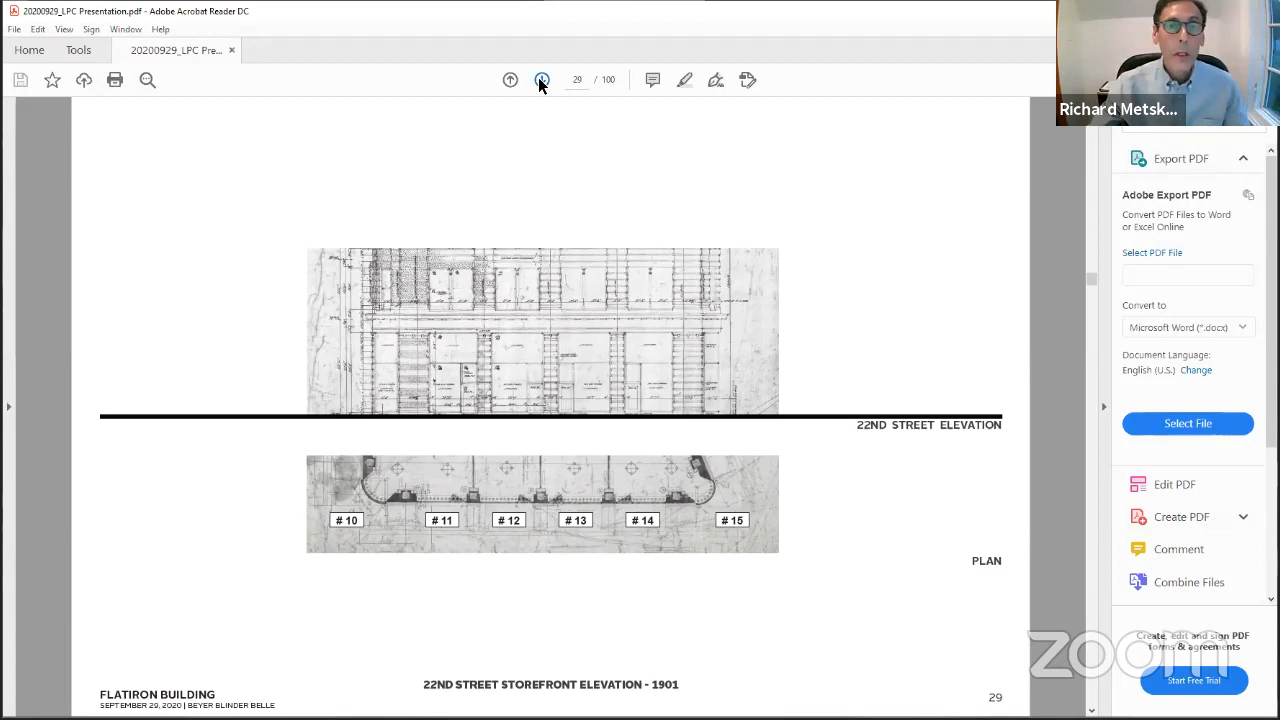 20200929_LPC Presentation.pdf - Adobe Acrobat Reader DC
File Edit View Sign Window Help
Home Tools 20200929_LPC Pre... ×
29 / 100
Richard Metsk...
Export PDF
Adobe Export PDF
Convert PDF Files to Word
or Excel Online
Select PDF File
Convert to
Microsoft Word (*.docx)
Document Language:
English (U.S.) Change
Select File
Edit PDF
Create PDF
Comment
Combine Files
Create, edit and sign PDF
forms & agreements
Start Free Trial
zoom
22ND STREET ELEVATION
# 10 # 11 # 12 # 13 # 14 # 15
PLAN
22ND STREET STOREFRONT ELEVATION - 1901
FLATIRON BUILDING
SEPTEMBER 29, 2020 | BEYER BLINDER BELLE
29